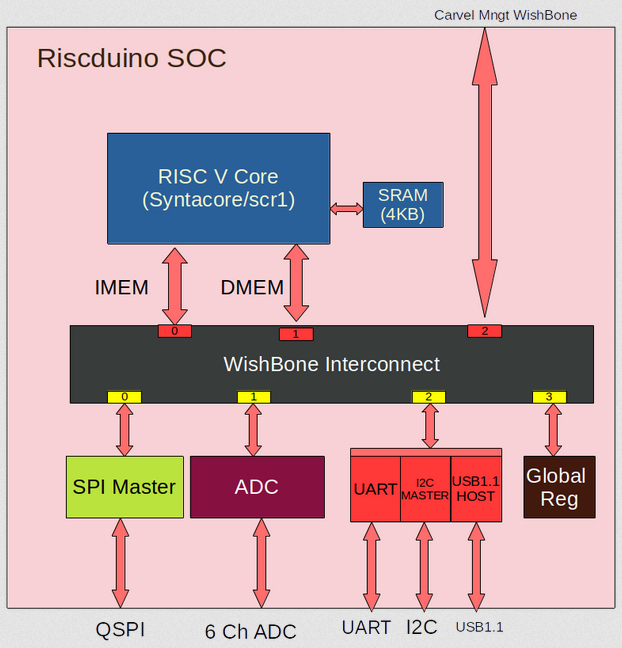 Carvel Mngt WishBone
Riscduino SOC
RISC V Core
(Syntacore/scr1)
SRAM
(4KB)
IMEM
DMEM
0
1
2
WishBone Interconnect
0
1
2
3
SPI Master
ADC
UART
I2C
MASTER
USB1.1
HOST
Global
Reg
QSPI
6 Ch ADC
UART
I2C
USB1.1